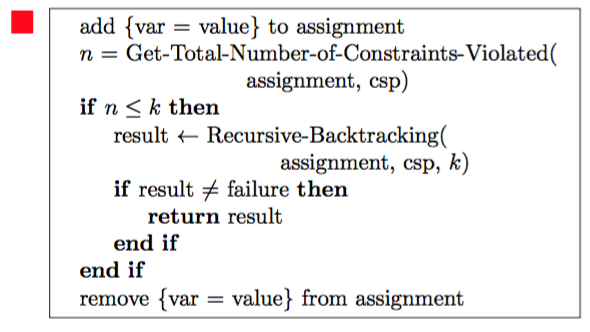 add {var = value} to assignment
n = Get-Total-Number-of-Constraints-Violated(
assignment, csp)
if n ≤ k then
result ← Recursive-Backtracking(
assignment, csp, k)
if result ≠ failure then
return result
end if
end if
remove {var = value} from assignment